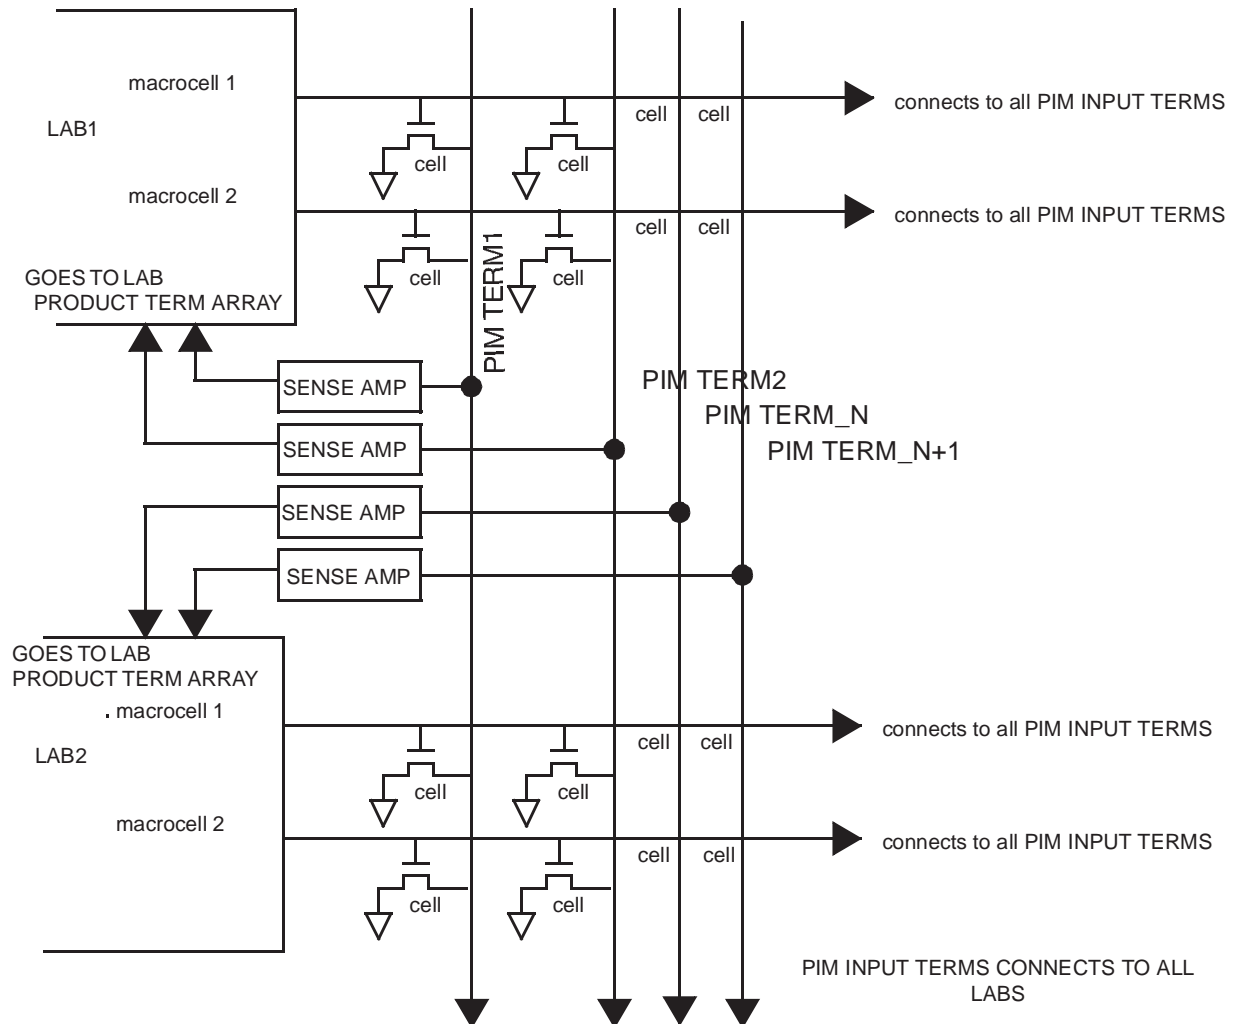 macrocell 1
cell
cell
connects to all PIM INPUT TERMS
LAB1
cell
cell
macrocell 2
connects to all PIM INPUT TERMS
cell
cell
PIM TERM1
GOES TO LAB
PRODUCT TERM ARRAY
cell
cell
SENSE AMP
PIM TERM2
PIM TERM_N
SENSE AMP
PIM TERM_N+1
SENSE AMP
SENSE AMP
GOES TO LAB
PRODUCT TERM ARRAY
. macrocell 1
connects to all PIM INPUT TERMS
cell
cell
LAB2
cell
cell
macrocell 2
connects to all PIM INPUT TERMS
cell
cell
cell
cell
PIM INPUT TERMS CONNECTS TO ALL
LABS